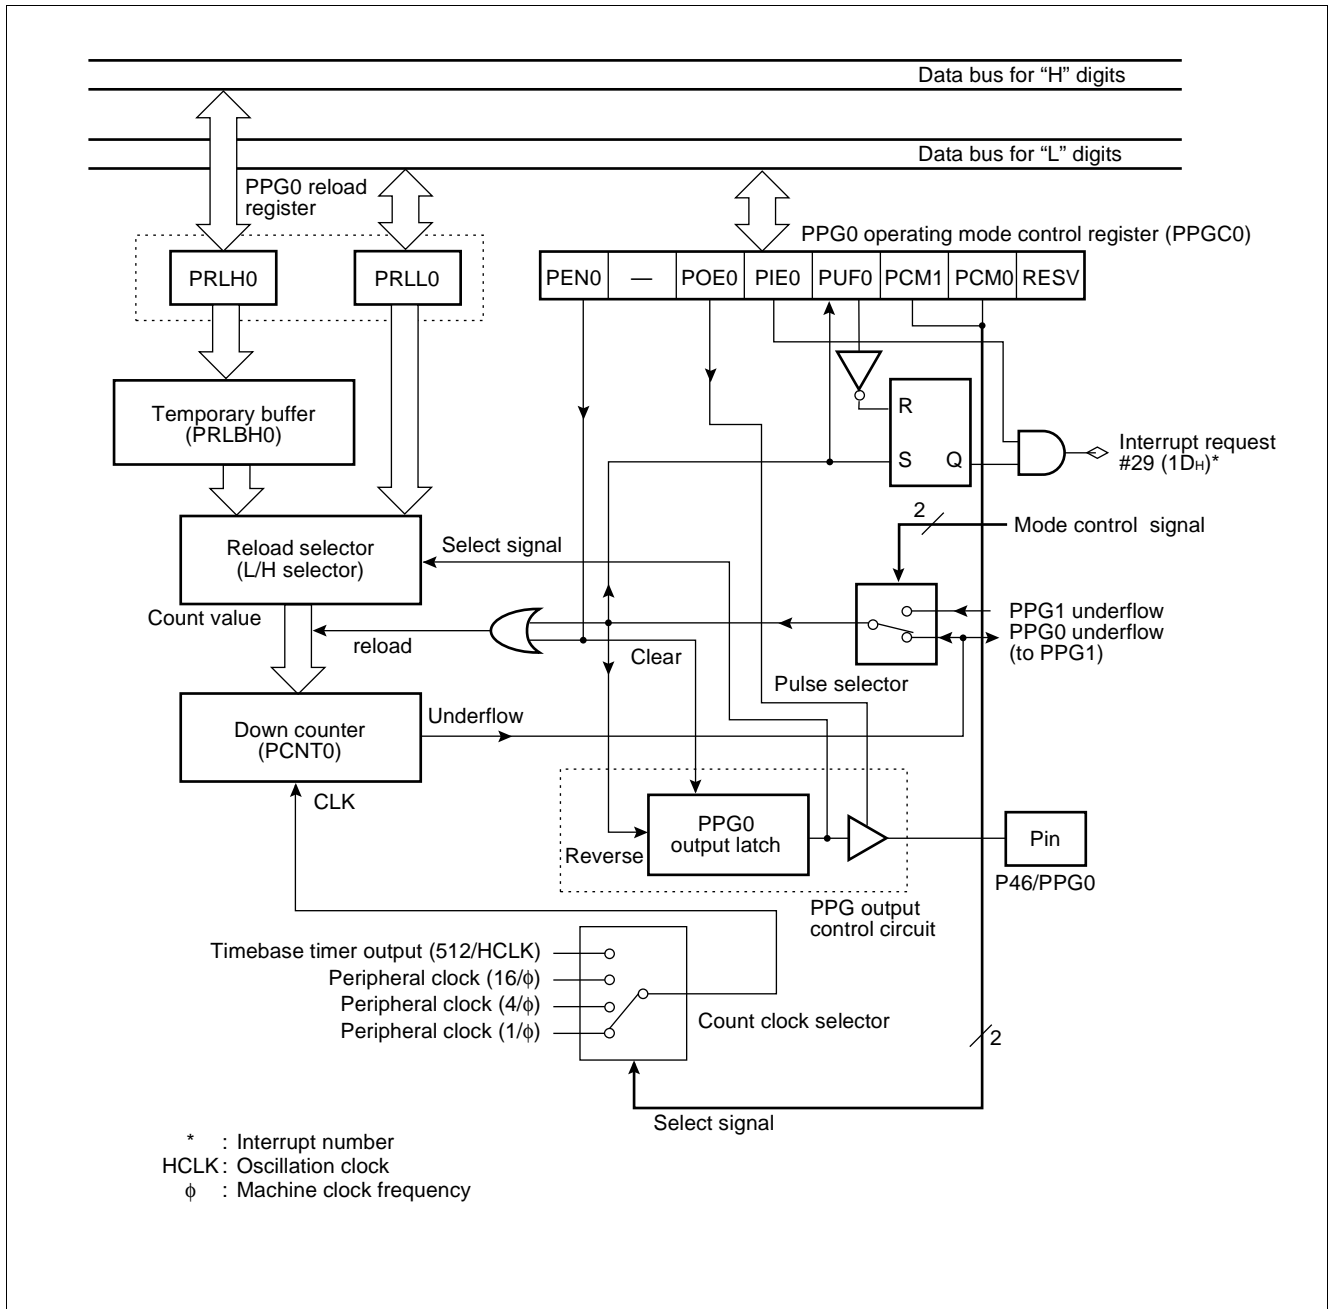 Data bus for “H” digits
Data bus for “L” digits
PPG0 reload
register
PPG0 operating mode control register (PPGC0)
PRLH0
PRLL0
PEN0 — POE0 PIE0 PUF0 PCM1 PCM0 RESV
Temporary buffer
(PRLBH0)
R
S Q
Interrupt request
#29 (1DH)*
2
Mode control signal
Reload selector
(L/H selector)
Select signal
Count value
reload
Clear
PPG1 underflow
PPG0 underflow
(to PPG1)
Pulse selector
Down counter
(PCNT0)
Underflow
CLK
PPG0
output latch
Reverse
Pin
P46/PPG0
PPG output
control circuit
Timebase timer output (512/HCLK)
Peripheral clock (16/ϕ)
Peripheral clock (4/ϕ)
Peripheral clock (1/ϕ)
Count clock selector
2
Select signal
* : Interrupt number
HCLK : Oscillation clock
ϕ : Machine clock frequency